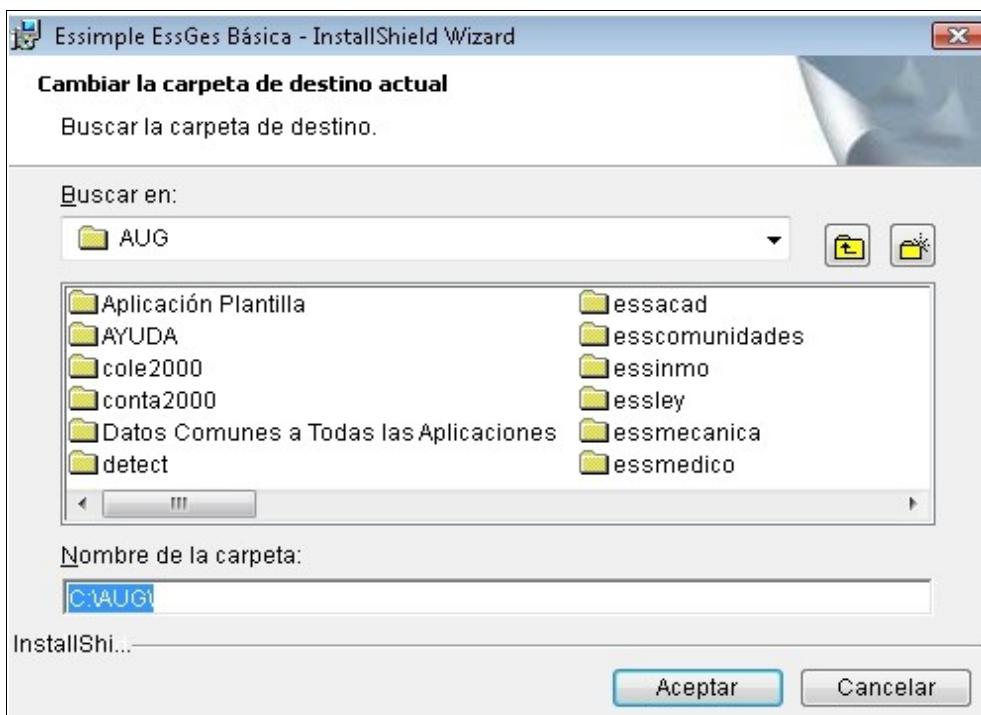 Essimple EssGes Básica - InstallShield Wizard
Cambiar la carpeta de destino actual
Buscar la carpeta de destino.
Buscar en:
AUG
Aplicación Plantilla
AYUDA
cole2000
conta2000
Datos Comunes a Todas las Aplicaciones
detect
essacad
esscomunidades
essinmo
essley
essmecanica
essmedico
Nombre de la carpeta:
C:\AUG\
InstallShi...
Aceptar
Cancelar